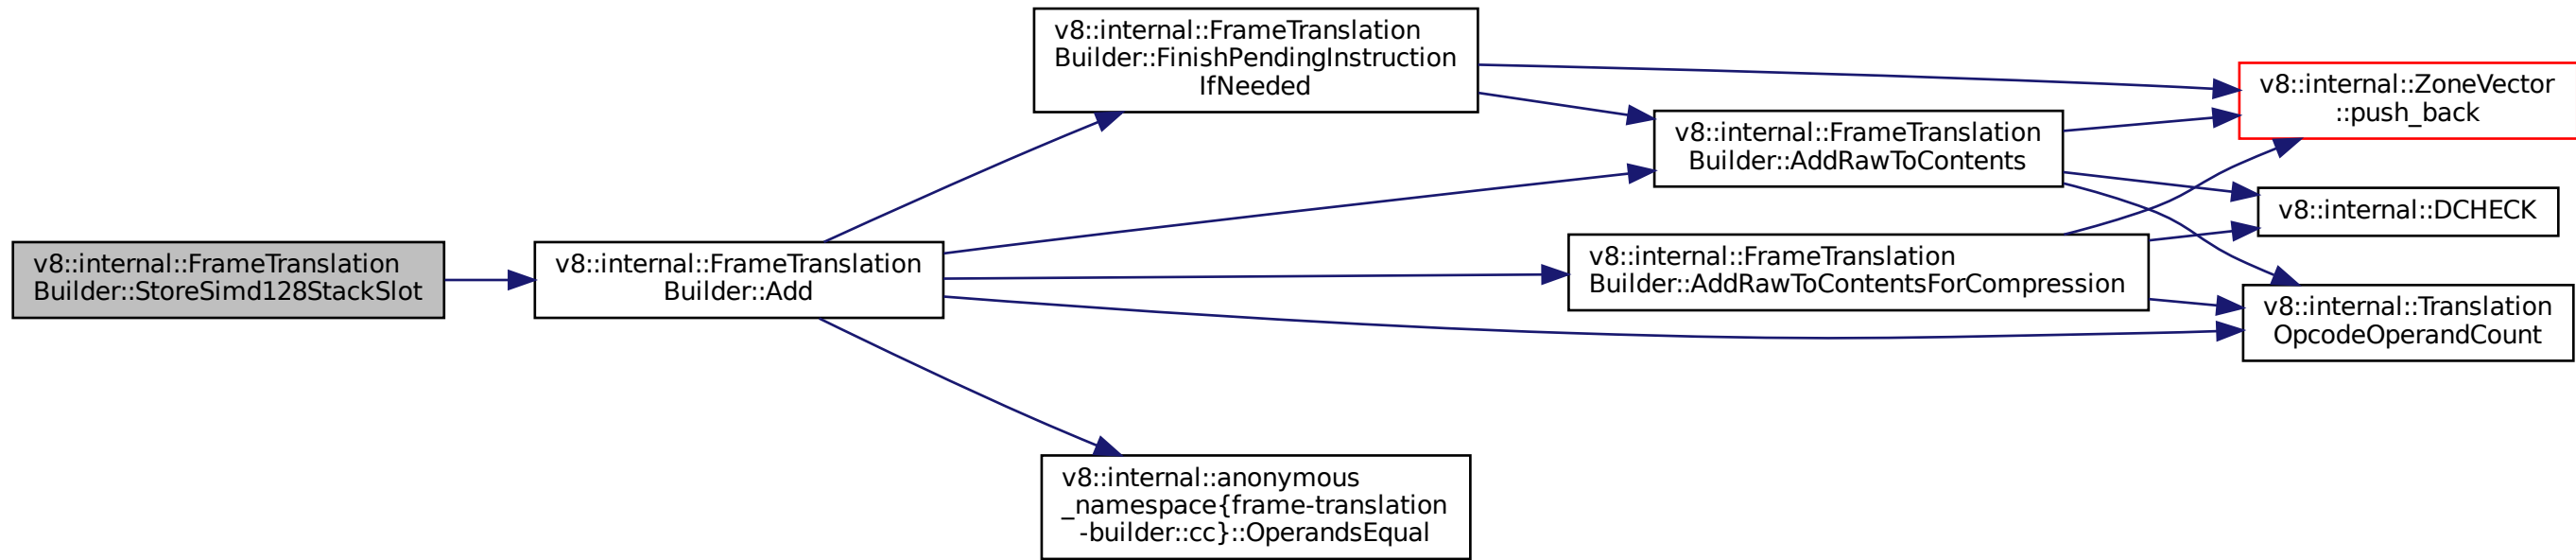 v8::internal::FrameTranslation
Builder::StoreSimd128StackSlot
v8::internal::FrameTranslation
Builder::Add
v8::internal::FrameTranslation
Builder::FinishPendingInstruction
IfNeeded
v8::internal::FrameTranslation
Builder::AddRawToContents
v8::internal::FrameTranslation
Builder::AddRawToContentsForCompression
v8::internal::anonymous
_namespace{frame-translation
-builder::cc}::OperandsEqual
v8::internal::ZoneVector
::push_back
v8::internal::DCHECK
v8::internal::Translation
OpcodeOperandCount